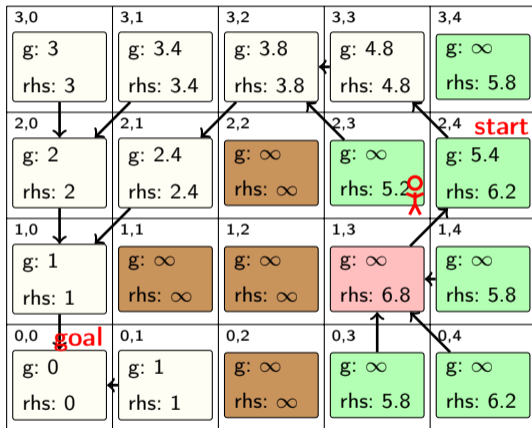 3,0 3,1 3,2 3,3 3,4
g: 3 g: 3.4 g: 3.8 g: 4.8 g: ∞
rhs: 3 rhs: 3.4 rhs: 3.8 rhs: 4.8 rhs: 5.8
2,0 2,1 2,2 2,3 2,4 start
g: 2 g: 2.4 g: ∞ g: ∞ g: 5.4
rhs: 2 rhs: 2.4 rhs: ∞ rhs: 5.2 rhs: 6.2
1,0 1,1 1,2 1,3 1,4
g: 1 g: ∞ g: ∞ g: ∞ g: ∞
rhs: 1 rhs: ∞ rhs: ∞ rhs: 6.8 rhs: 5.8
0,0 goal 0,1 0,2 0,3 0,4
g: 0 g: 1 g: ∞ g: ∞ g: ∞
rhs: 0 rhs: 1 rhs: ∞ rhs: 5.8 rhs: 6.2